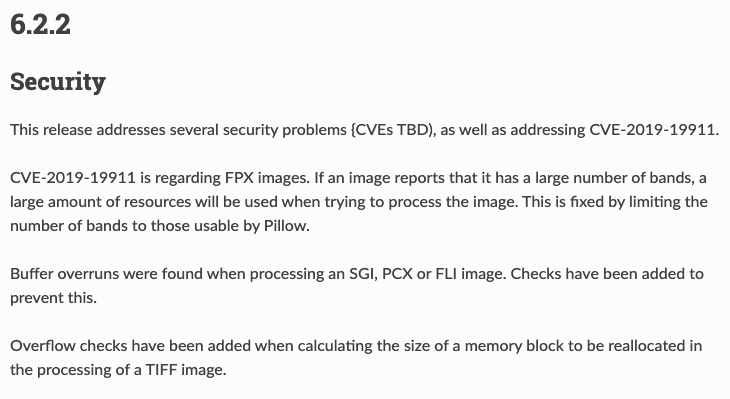 6.2.2
Security
This release addresses several security problems {CVEs TBD), as well as addressing CVE-2019-19911.
CVE-2019-19911 is regarding FPX images. If an image reports that it has a large number of bands, a
large amount of resources will be used when trying to process the image. This is fixed by limiting the
number of bands to those usable by Pillow.
Buffer overruns were found when processing an SGI, PCX or FLI image. Checks have been added to
prevent this.
Overflow checks have been added when calculating the size of a memory block to be reallocated in
the processing of a TIFF image.